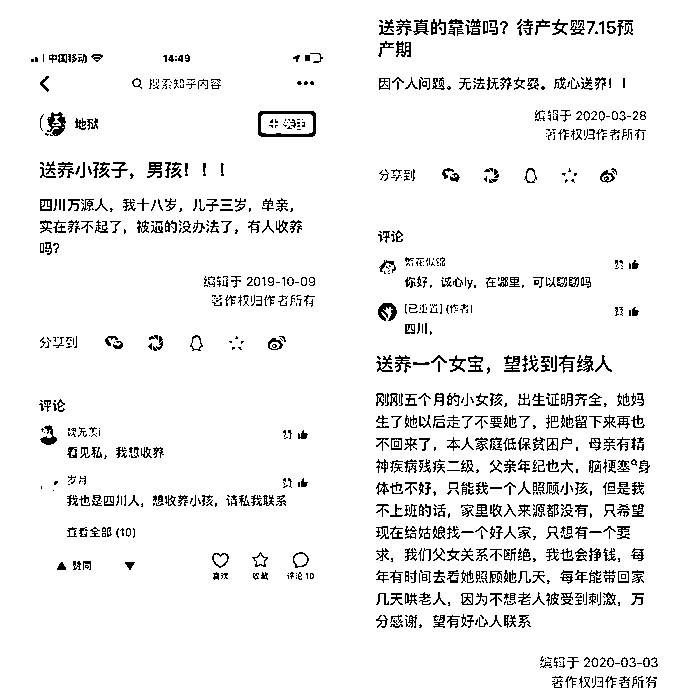 中国移动
14:49
搜索知乎内容
地狱
送养小孩子，男孩！！！
四川万源人，我十八岁，儿子三岁，单亲，
实在养不起了，被逼的没办法了，有人收养
吗?
编辑于 2019-10-09
著作权归作者所有
分享到
评论
赞
看见私，我想收养
岁月
赞
我也是四川人，想收养小孩，请私我联系
查看全部 (10)
赞同
喜欢
收藏
评论 10
送养真的靠谱吗？待产女婴7.15预
产期
因个人问题。无法抚养女婴。成心送养！！
编辑于 2020-03-28
著作权归作者所有
分享到
评论
繁花似锦
赞
你好，诚心ly，在哪里，可以聊聊吗
[已重置] (作者)
赞
四川，
送养一个女宝，望找到有缘人
刚刚五个月的小女孩，出生证明齐全，她妈
生了她以后走了不要她了，把她留下来再也
不回来了，本人家庭低保贫困户，母亲有精
神疾病残疾二级，父亲年纪也大，脑梗塞°身
体也不好，只能我一个人照顾小孩，但是我
不上班的话，家里收入来源都没有，只希望
现在给姑娘找一个好人家，只想有一个要
求，我们父女关系不断绝，我也会挣钱，每
年有时间去看她照顾她几天，每年能带回家
几天哄老人，因为不想老人被受到刺激，万
分感谢，望有好心人联系
编辑于 2020-03-03
著作权归作者所有